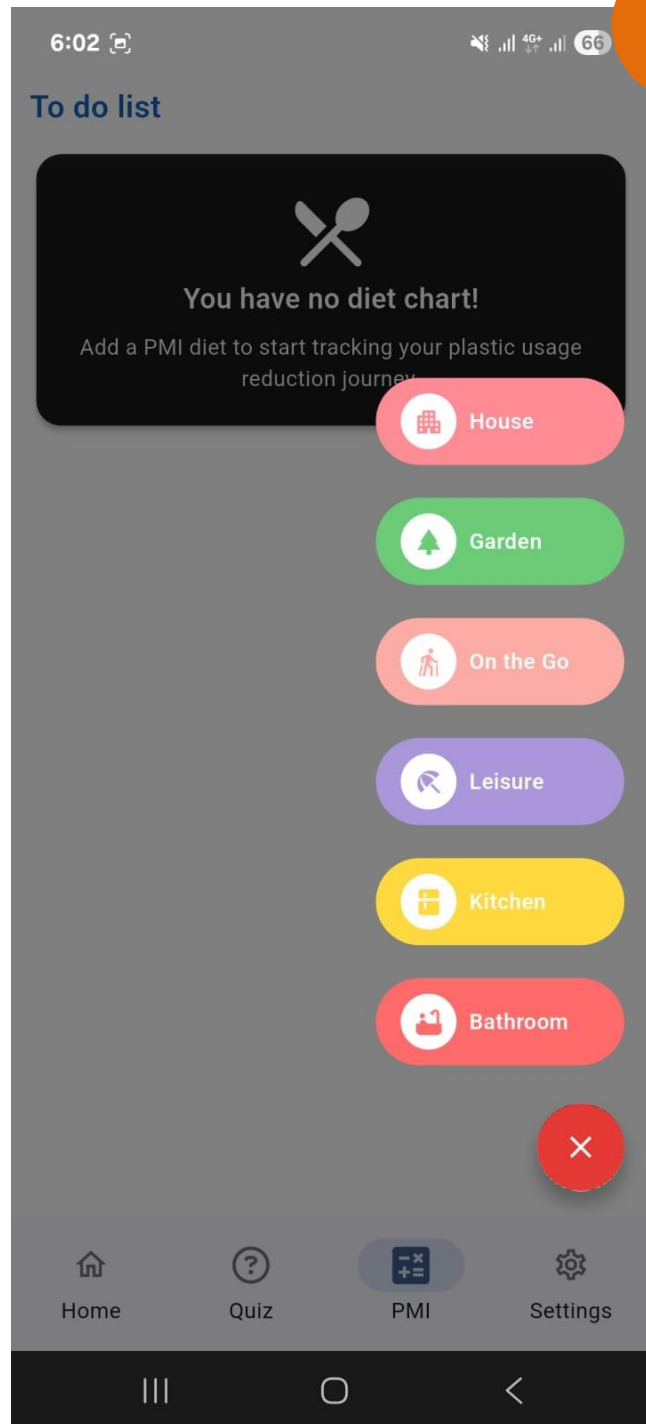 6:02
4G+
66
To do list
You have no diet chart!
Add a PMI diet to start tracking your plastic usage
reduction journey
House
Garden
On the Go
Leisure
Kitchen
Bathroom
Home Quiz PMI Settings